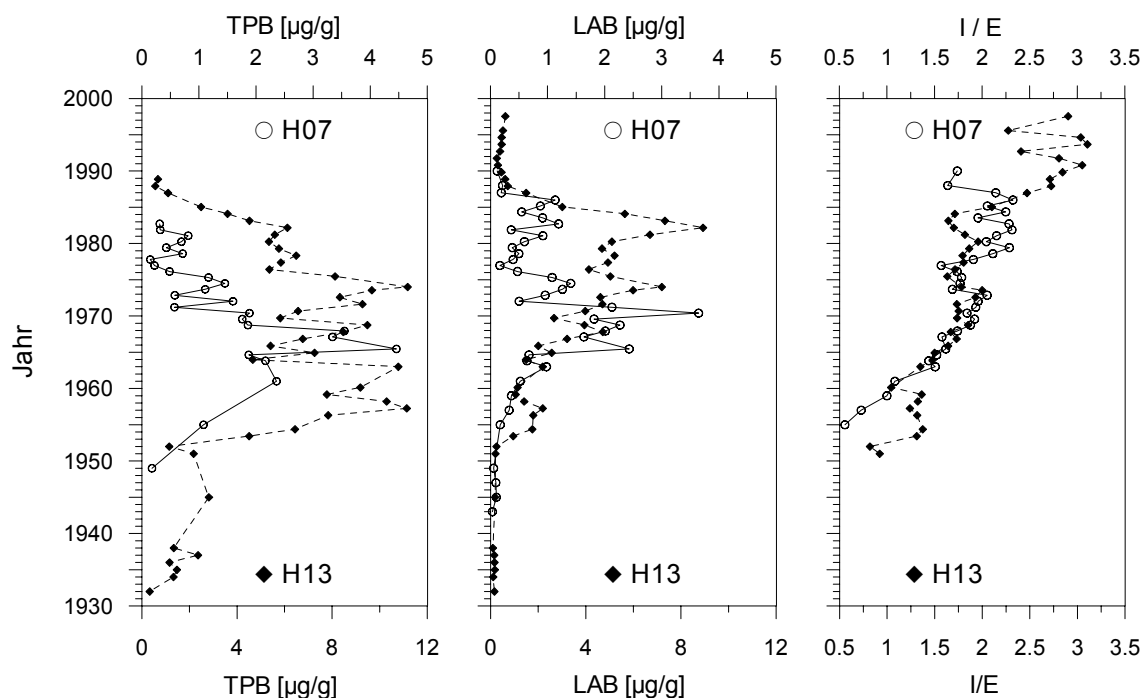 TPB [µg/g] LAB [µg/g] I / E
0 1 2 3 4 5 0 1 2 3 4 5 0.5 1 1.5 2 2.5 3 3.5
2000
H07 H07 H07
1990
1980
1970
Jahr
1960
1950
1940
H13 H13 H13
1930
0 4 8 12 0 4 8 12 0.5 1 1.5 2 2.5 3 3.5
TPB [µg/g] LAB [µg/g] I/E